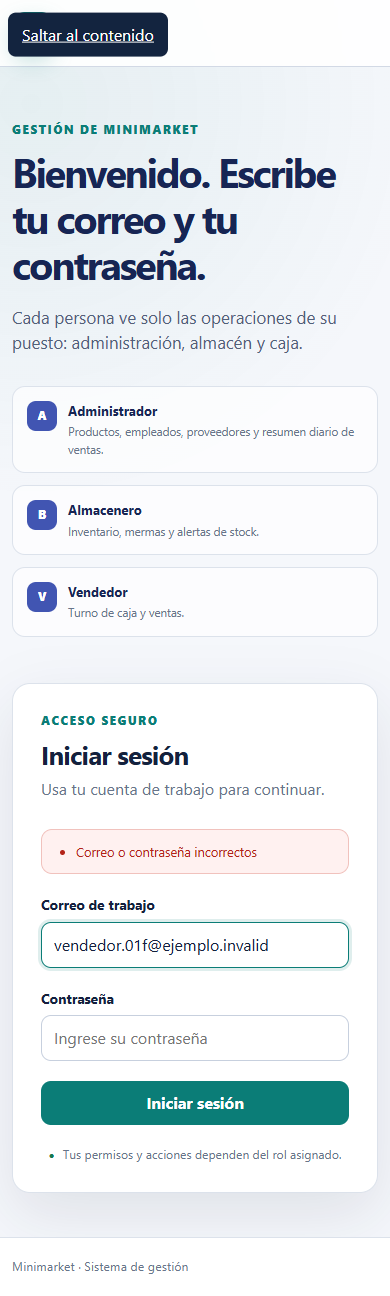 Saltar al contenido
GESTIÓN DE MINIMARKET
Bienvenido. Escribe
tu correo y tu
contraseña.
Cada persona ve solo las operaciones de su
puesto: administración, almacén y caja.
A
Administrador
Productos, empleados, proveedores y resumen diario de
ventas.
B
Almacenero
Inventario, mermas y alertas de stock.
V
Vendedor
Turno de caja y ventas.
ACCESO SEGURO
Iniciar sesión
Usa tu cuenta de trabajo para continuar.
• Correo o contraseña incorrectos
Correo de trabajo
vendedor.01f@ejemplo.invalid
Contraseña
Ingrese su contraseña
Iniciar sesión
• Tus permisos y acciones dependen del rol asignado.
Minimarket · Sistema de gestión